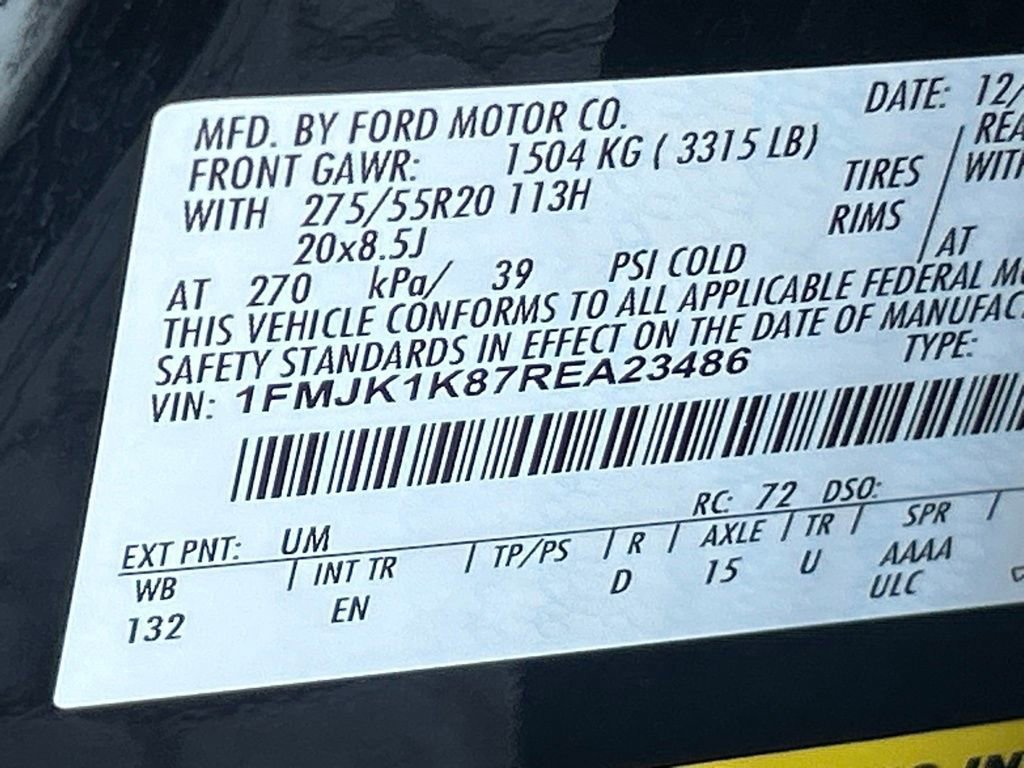 MFD. BY FORD MOTOR CO. DATE: 12/
FRONT GAWR: 1504 KG ( 3315 LB)
WITH 275/55R20 113H TIRES WITH
20x8.5J RIMS
AT 270 kPa/ 39 PSI COLD AT
THIS VEHICLE CONFORMS TO ALL APPLICABLE FEDERAL
SAFETY STANDARDS IN EFFECT ON THE DATE OF MANUFAC
VIN: 1FMJK1K87REA23486 TYPE:
RC: 72 DSO:
EXT PNT: UM
WB | INT TR | TP/PS | R | AXLE | TR | SPR |
132 EN D 15 U AAAA
ULC